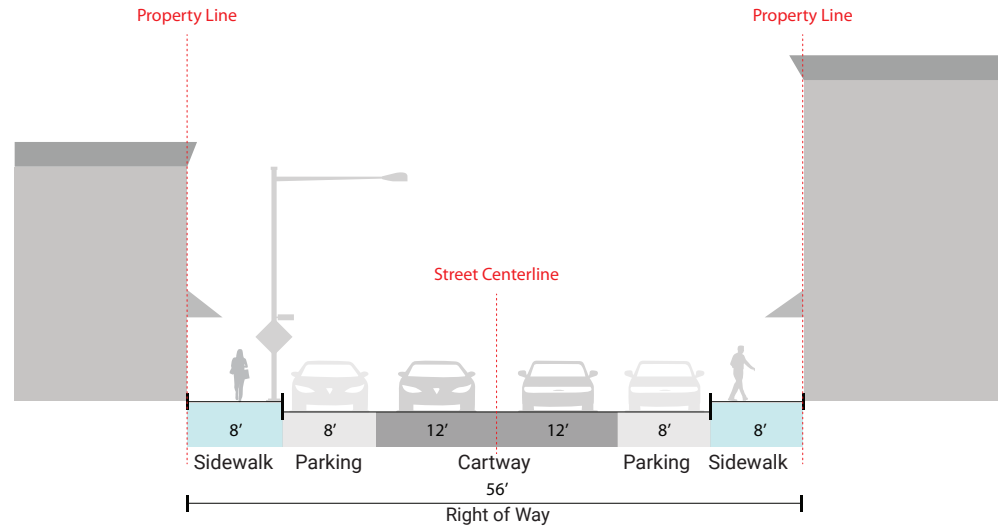 Property Line
Property Line
Street Centerline
8’ 8’ 12’ 12’ 8’ 8’
Sidewalk Parking Cartway Parking Sidewalk
56’
Right of Way